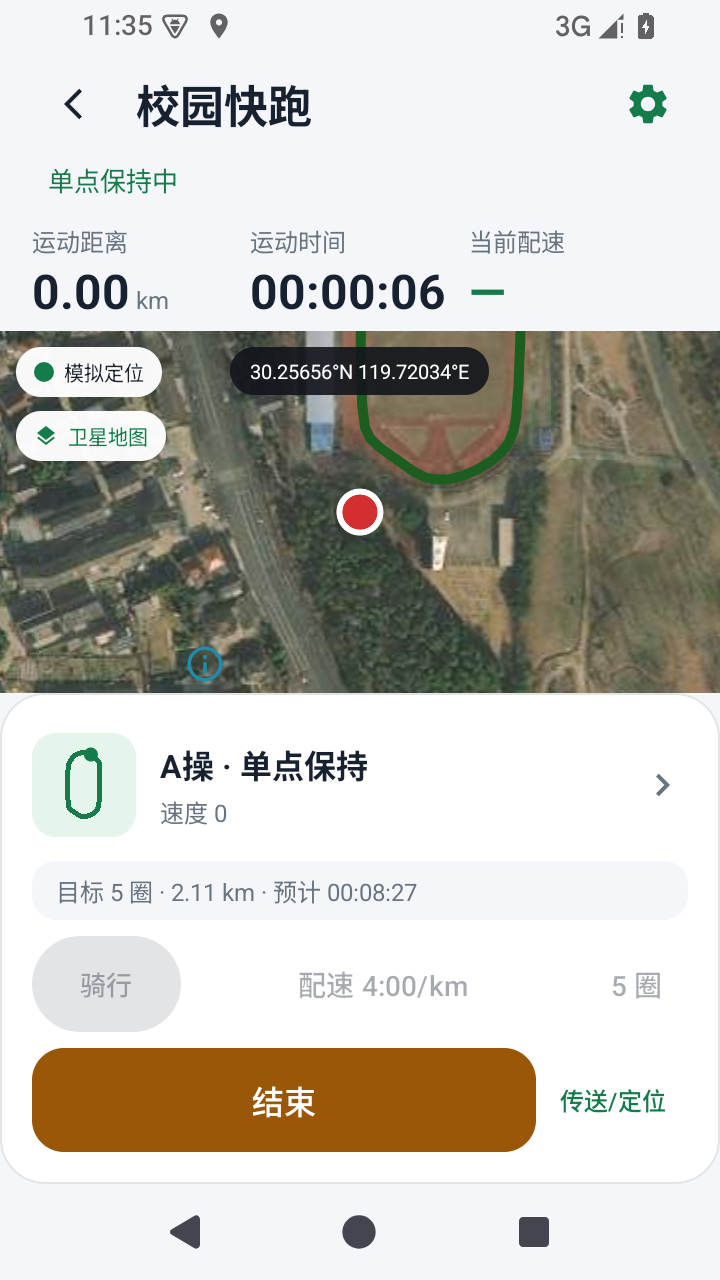 11:35
3G
校园快跑
单点保持中
运动距离 运动时间 当前配速
0.00 km 00:00:06 —
模拟定位
30.25656°N 119.72034°E
卫星地图
A操 · 单点保持
速度 0
目标 5 圈 · 2.11 km · 预计 00:08:27
骑行 配速 4:00/km 5 圈
结束 传送/定位